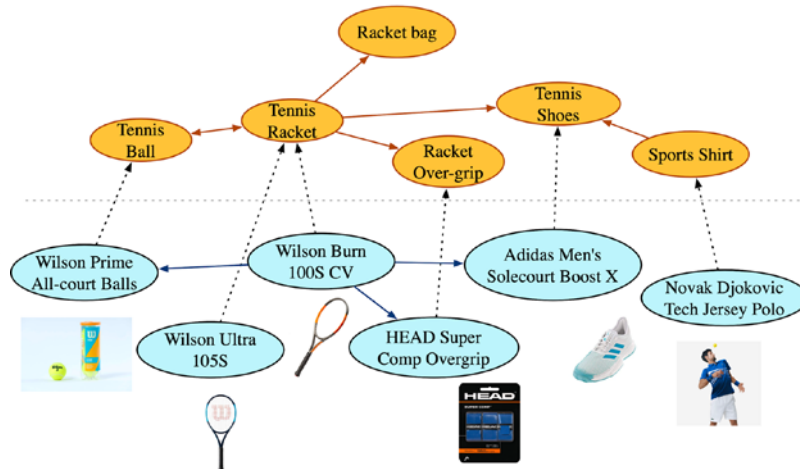 Racket bag
Tennis
Racket
Tennis
Shoes
Tennis
Ball
Racket
Over-grip
Sports Shirt
Wilson Prime
All-court Balls
Wilson Burn
100S CV
Adidas Men's
Solecourt Boost X
Novak Djokovic
Tech Jersey Polo
Wilson Ultra
105S
HEAD Super
Comp Overgrip
HEAD